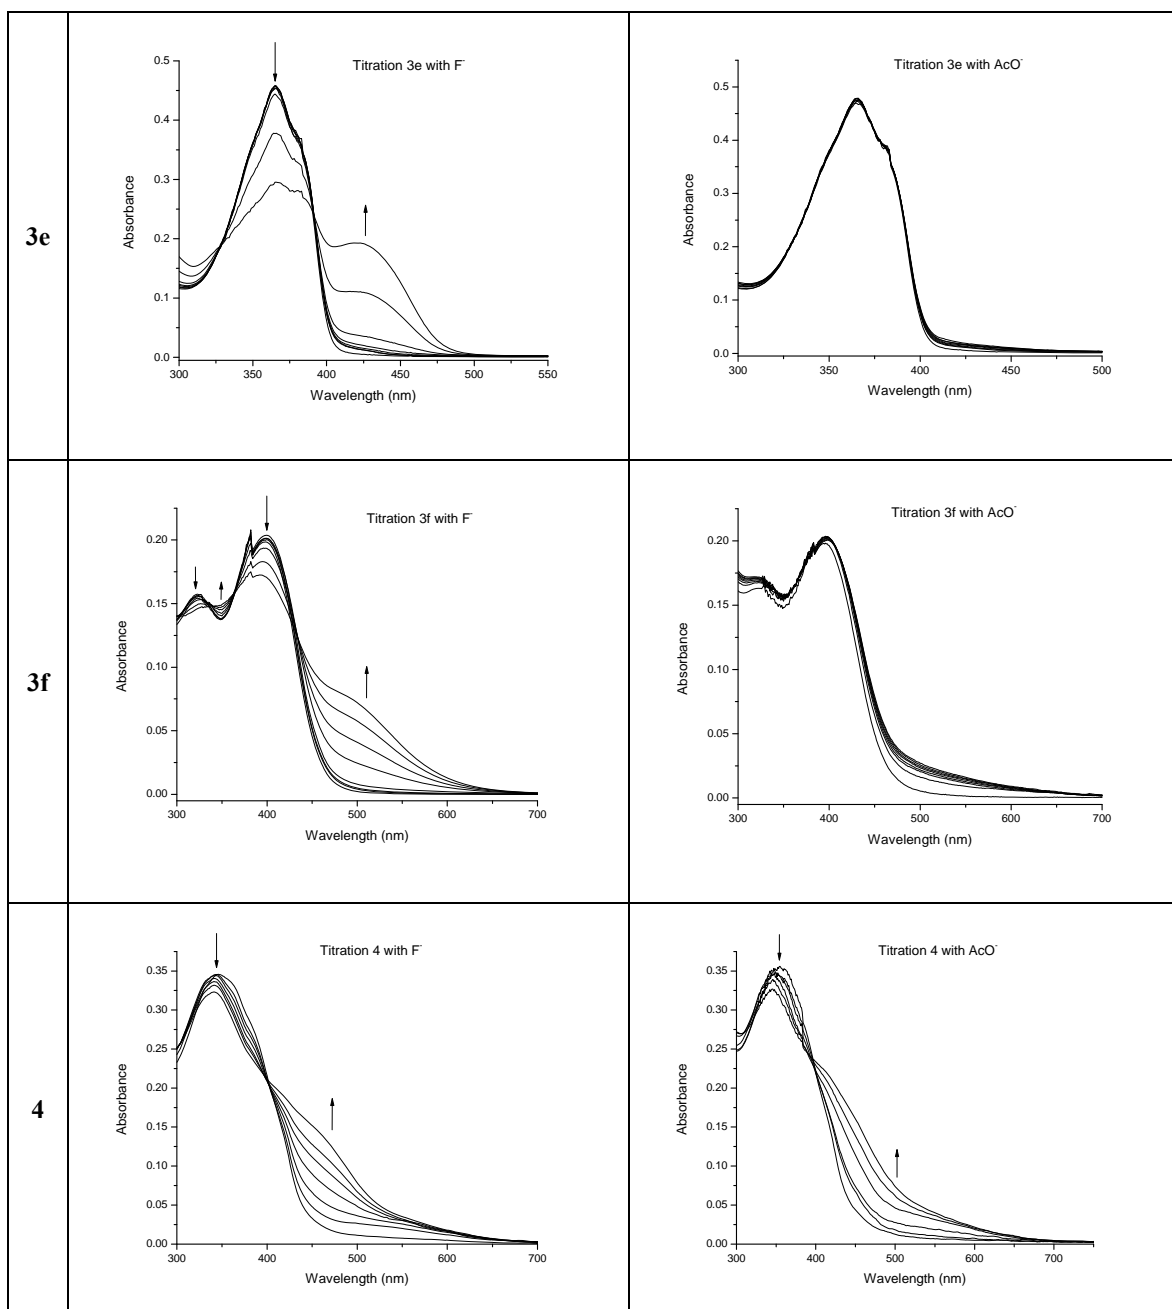 3e
Titration 3e with F⁻
Absorbance
0.5
0.4
0.3
0.2
0.1
0.0
300 350 400 450 500 550
Wavelength (nm)
Titration 3e with AcO⁻
Absorbance
0.5
0.4
0.3
0.2
0.1
0.0
300 350 400 450 500
Wavelength (nm)
3f
Titration 3f with F⁻
Absorbance
0.20
0.15
0.10
0.05
0.00
300 400 500 600 700
Wavelength (nm)
Titration 3f with AcO⁻
Absorbance
0.20
0.15
0.10
0.05
0.00
300 400 500 600 700
Wavelength (nm)
4
Titration 4 with F⁻
Absorbance
0.35
0.30
0.25
0.20
0.15
0.10
0.05
0.00
300 400 500 600 700
Wavelength (nm)
Titration 4 with AcO⁻
Absorbance
0.35
0.30
0.25
0.20
0.15
0.10
0.05
0.00
300 400 500 600 700
Wavelength (nm)